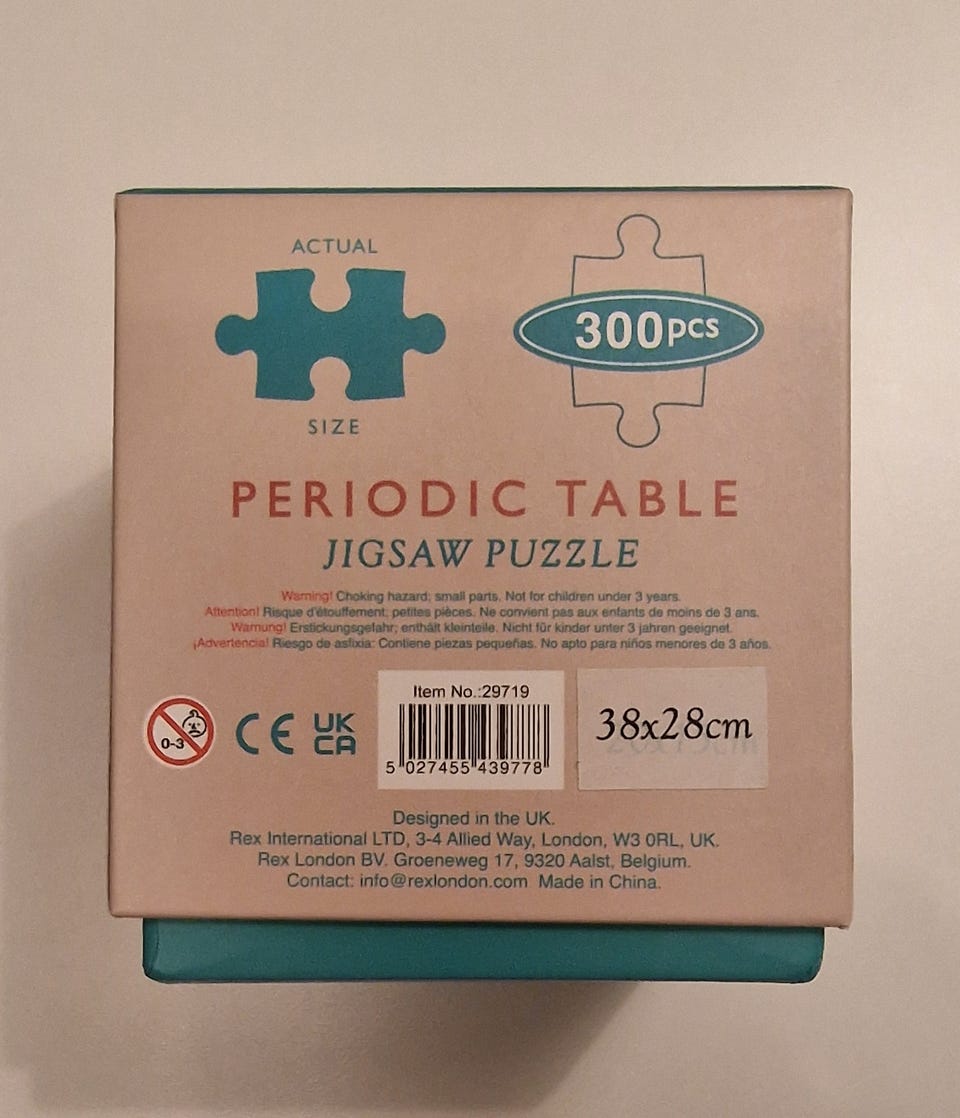 ACTUAL
SIZE
300PCS
PERIODIC TABLE
JIGSAW PUZZLE
Warning! Choking hazard; small parts. Not for children under 3 years.
Attention! Risque d'étouffement; petites pièces. Ne convient pas aux enfants de moins de 3 ans.
Warnung! Erstickungsgefahr; enthält kleinteile. Nicht für kinder unter 3 jahren geeignet.
¡Advertencia! Riesgo de asfixia: Contiene piezas pequeñas. No apto para niños menores de 3 años.
0-3
CE
UK
CA
Item No.:29719
5 027455 439778
38x28cm
Designed in the UK.
Rex International LTD, 3-4 Allied Way, London, W3 0RL, UK.
Rex London BV. Groeneweg 17, 9320 Aalst, Belgium.
Contact: info@rexlondon.com Made in China.